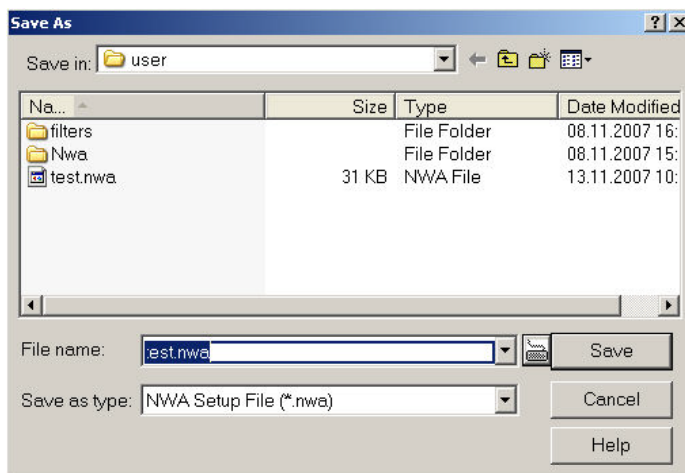 Save As
Save in: user
Na... Size Type Date Modified
filters File Folder 08.11.2007 16:
Nwa File Folder 08.11.2007 15:
test.nwa 31 KB NWA File 13.11.2007 10:
File name: test.nwa Save
Save as type: NWA Setup File (*.nwa) Cancel
Help